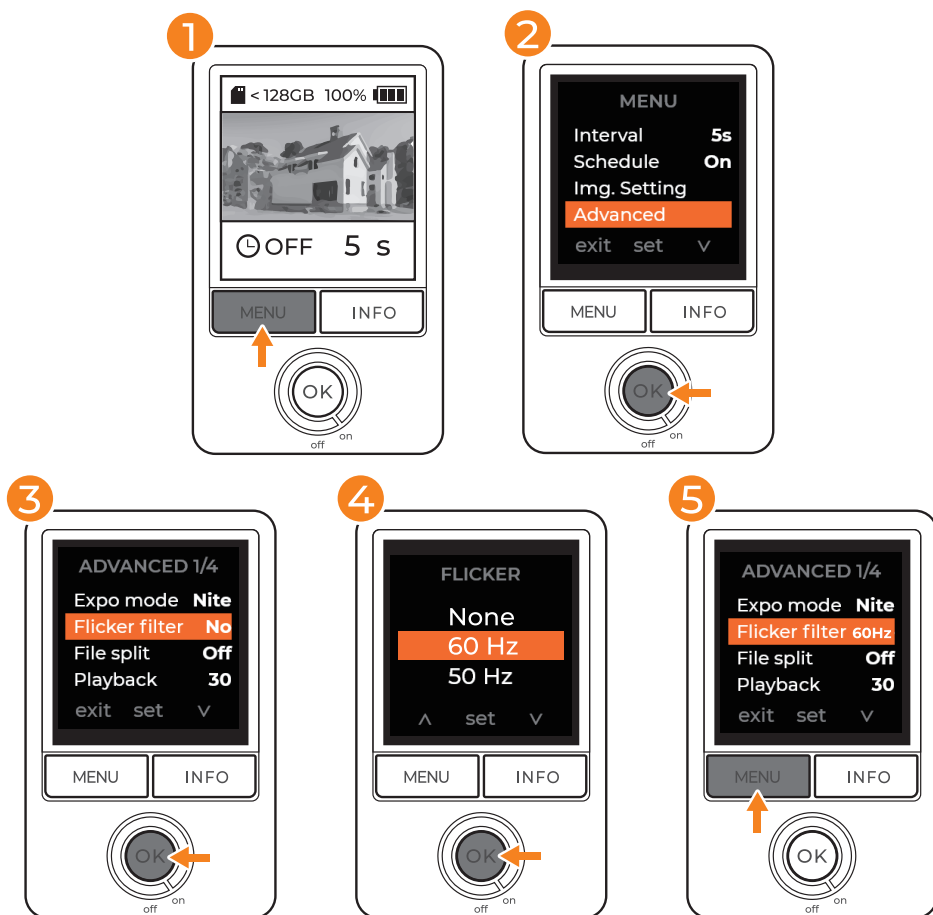 1
< 128GB 100%
OFF 5 s
MENU INFO
OK
off on
2
MENU
Interval 5s
Schedule On
Img. Setting
Advanced
exit set ∨
MENU INFO
OK
off on
3
ADVANCED 1/4
Expo mode Nite
Flicker filter No
File split Off
Playback 30
exit set ∨
MENU INFO
OK
off on
4
FLICKER
None
60 Hz
50 Hz
∧ set ∨
MENU INFO
OK
off on
5
ADVANCED 1/4
Expo mode Nite
Flicker filter 60Hz
File split Off
Playback 30
exit set ∨
MENU INFO
OK
off on